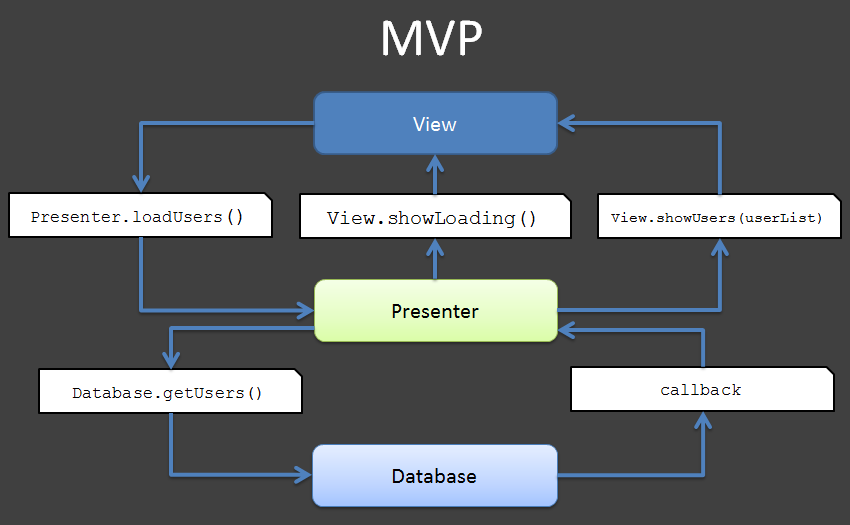 MVP
View
Presenter.loadUsers()
View.showLoading()
View.showUsers(userList)
Presenter
Database.getUsers()
callback
Database